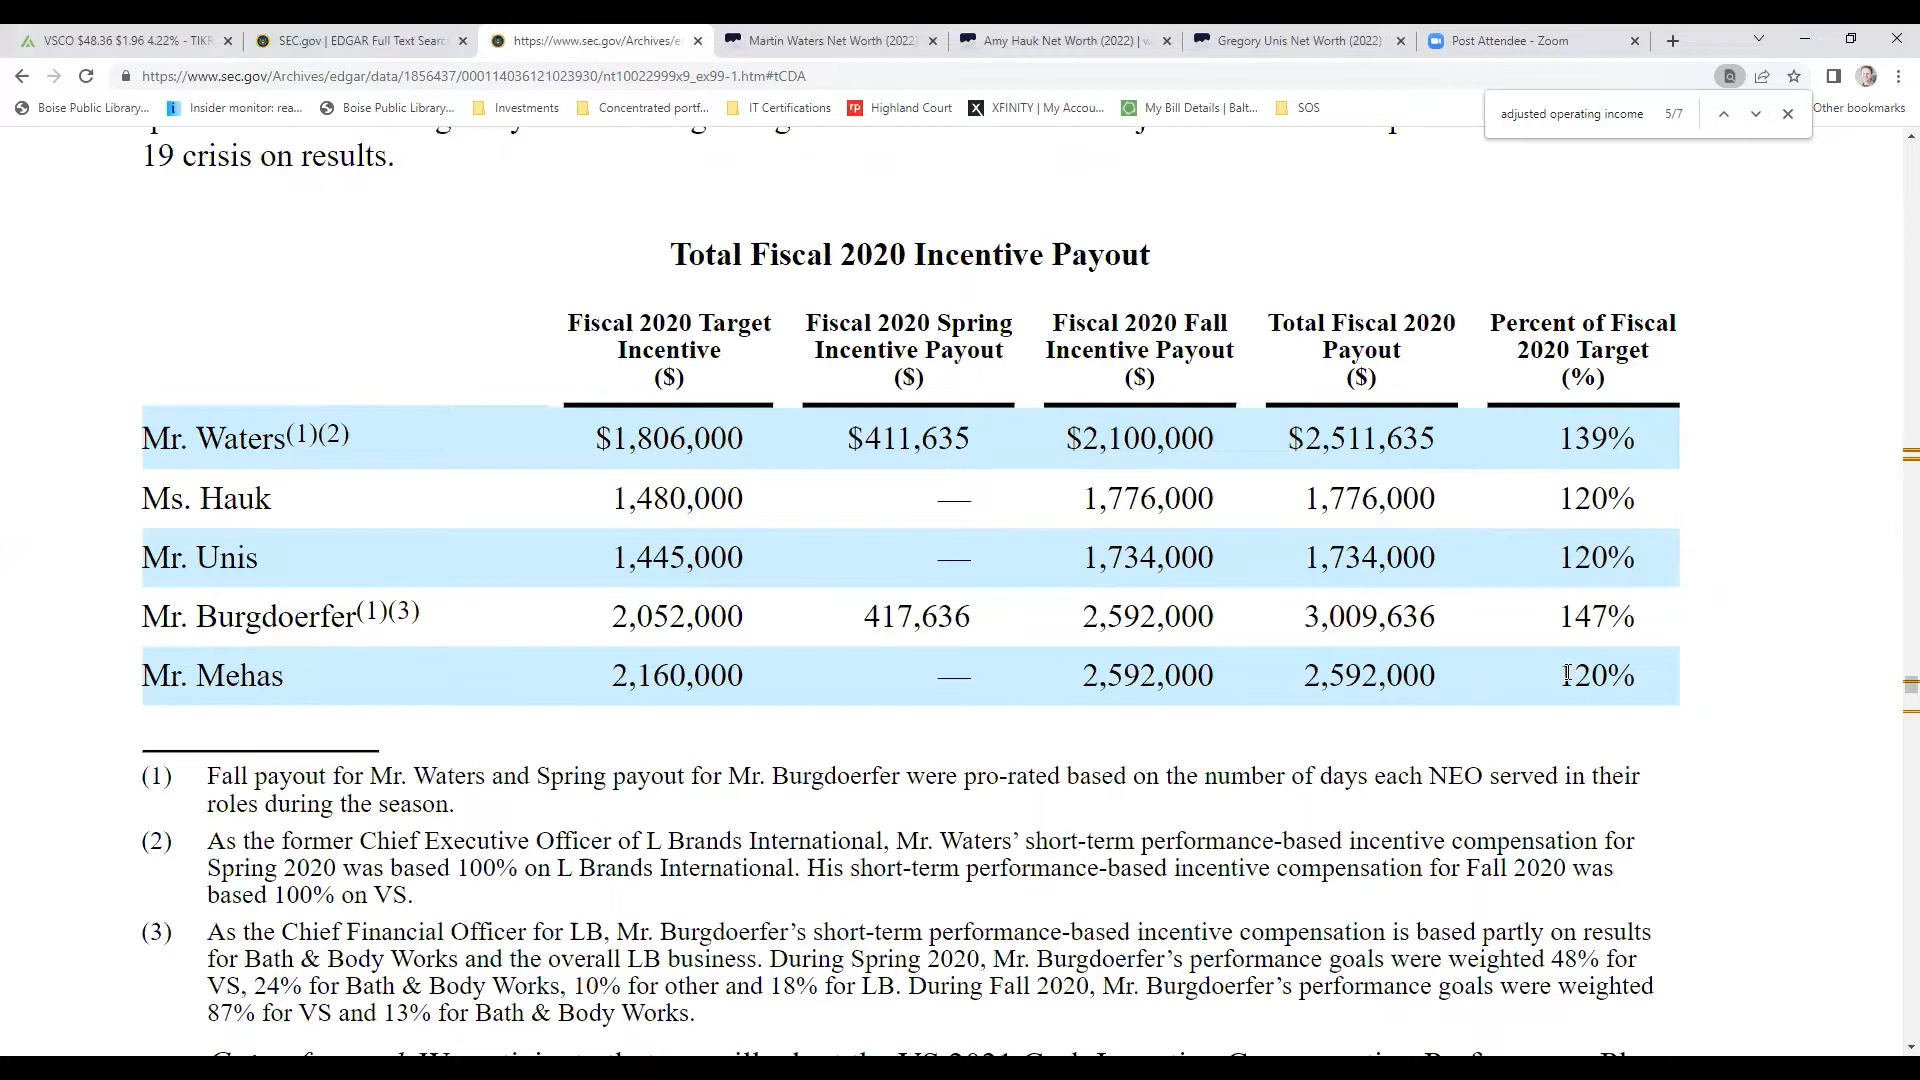 VSCO $48.36 $1.96 4.22% - TIKR
SEC.gov | EDGAR Full Text Searc
https://www.sec.gov/Archives/e
Martin Waters Net Worth (2022)
Amy Hauk Net Worth (2022) | w
Gregory Unis Net Worth (2022)
Post Attendee - Zoom
https://www.sec.gov/Archives/edgar/data/1856437/000114036121023930/nt10022999x9_ex99-1.htm#tCDA
Boise Public Library...
Insider monitor: rea...
Boise Public Library...
Investments
Concentrated portf...
IT Certifications
rp Highland Court
X XFINITY | My Accou...
My Bill Details | Balt...
SOS
Other bookmarks
adjusted operating income 5/7
19 crisis on results.
Total Fiscal 2020 Incentive Payout
Fiscal 2020 Target Fiscal 2020 Spring Fiscal 2020 Fall Total Fiscal 2020 Percent of Fiscal
Incentive Incentive Payout Incentive Payout Payout 2020 Target
($) ($) ($) ($) (%)
Mr. Waters(1)(2) $1,806,000 $411,635 $2,100,000 $2,511,635 139%
Ms. Hauk 1,480,000 — 1,776,000 1,776,000 120%
Mr. Unis 1,445,000 — 1,734,000 1,734,000 120%
Mr. Burgdoerfer(1)(3) 2,052,000 417,636 2,592,000 3,009,636 147%
Mr. Mehas 2,160,000 — 2,592,000 2,592,000 120%
(1) Fall payout for Mr. Waters and Spring payout for Mr. Burgdoerfer were pro-rated based on the number of days each NEO served in their
roles during the season.
(2) As the former Chief Executive Officer of L Brands International, Mr. Waters’ short-term performance-based incentive compensation for
Spring 2020 was based 100% on L Brands International. His short-term performance-based incentive compensation for Fall 2020 was
based 100% on VS.
(3) As the Chief Financial Officer for LB, Mr. Burgdoerfer’s short-term performance-based incentive compensation is based partly on results
for Bath & Body Works and the overall LB business. During Spring 2020, Mr. Burgdoerfer’s performance goals were weighted 48% for
VS, 24% for Bath & Body Works, 10% for other and 18% for LB. During Fall 2020, Mr. Burgdoerfer’s performance goals were weighted
87% for VS and 13% for Bath & Body Works.